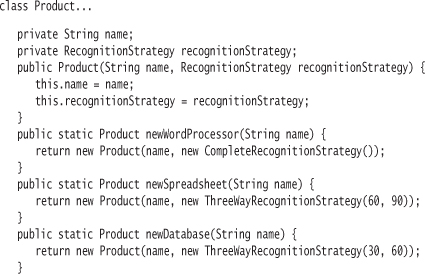 class Product...
private String name;
private RecognitionStrategy recognitionStrategy;
public Product(String name, RecognitionStrategy recognitionStrategy) {
this.name = name;
this.recognitionStrategy = recognitionStrategy;
}
public static Product newWordProcessor(String name) {
return new Product(name, new CompleteRecognitionStrategy());
}
public static Product newSpreadsheet(String name) {
return new Product(name, new ThreeWayRecognitionStrategy(60, 90));
}
public static Product newDatabase(String name) {
return new Product(name, new ThreeWayRecognitionStrategy(30, 60));
}